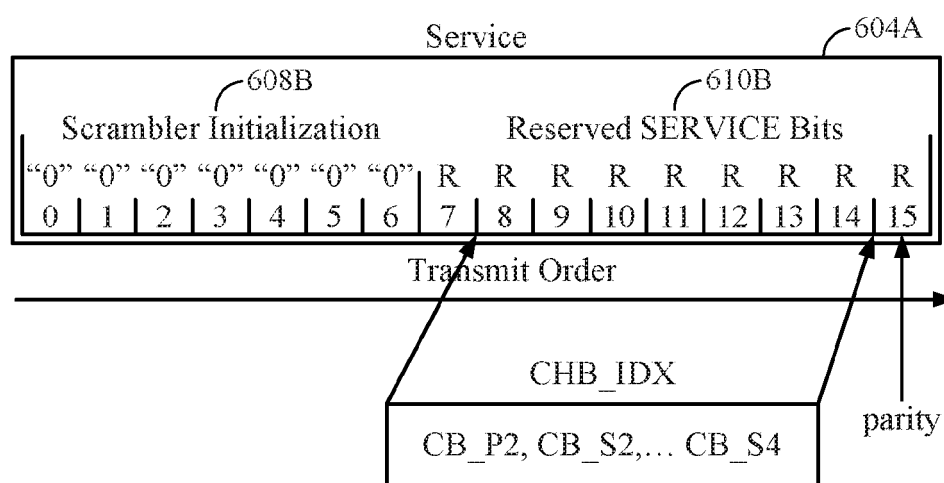 Service
604A
608B
610B
Scrambler Initialization
Reserved SERVICE Bits
“0” “0” “0” “0” “0” “0” “0” R R R R R R R R R
0 1 2 3 4 5 6 7 8 9 10 11 12 13 14 15
Transmit Order
CHB_IDX
parity
CB_P2, CB_S2,... CB_S4